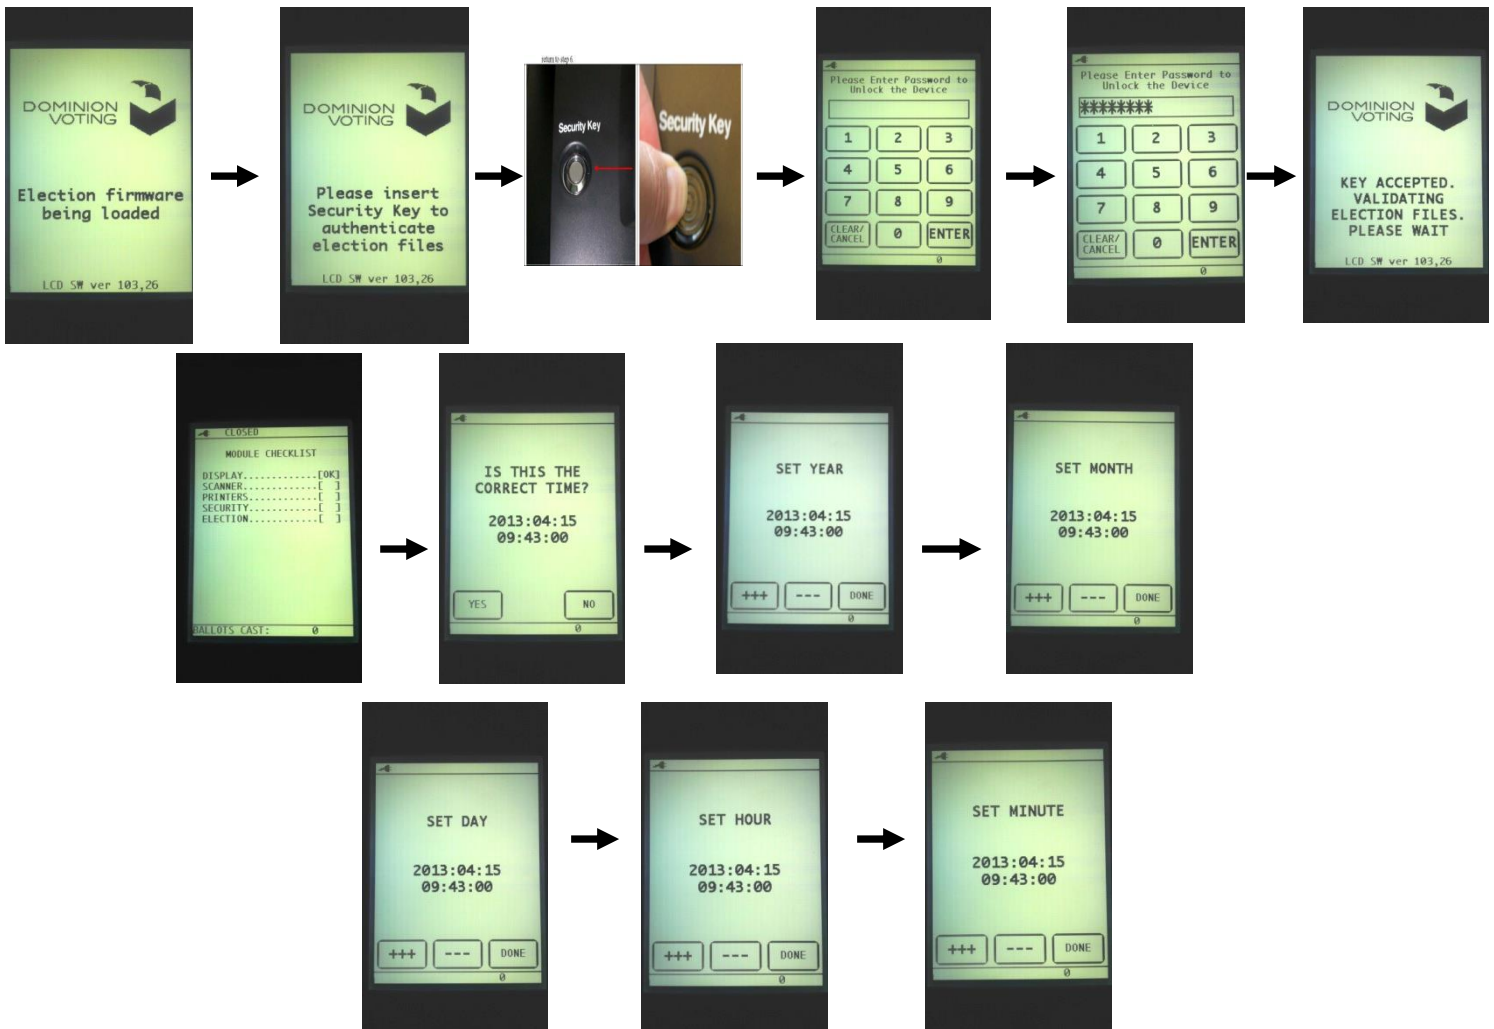 DOMINION
VOTING
Election firmware
being loaded
LCD SW ver 103,26
DOMINION
VOTING
Please insert
Security Key to
authenticate
election files
LCD SW ver 103,26
return to step 6.
Security Key
Security Key
Please Enter Password to
Unlock the Device
1 2 3
4 5 6
7 8 9
CLEAR/
CANCEL 0 ENTER
0
Please Enter Password to
Unlock the Device
********
1 2 3
4 5 6
7 8 9
CLEAR/
CANCEL 0 ENTER
0
DOMINION
VOTING
KEY ACCEPTED.
VALIDATING
ELECTION FILES.
PLEASE WAIT
LCD SW ver 103,26
CLOSED
MODULE CHECKLIST
DISPLAY............[OK]
SCANNER............[  ]
PRINTERS...........[  ]
SECURITY...........[  ]
ELECTION...........[  ]
BALLOTS CAST: 0
IS THIS THE
CORRECT TIME?
2013:04:15
09:43:00
YES NO
0
SET YEAR
2013:04:15
09:43:00
+++ --- DONE
0
SET MONTH
2013:04:15
09:43:00
+++ --- DONE
0
SET DAY
2013:04:15
09:43:00
+++ --- DONE
0
SET HOUR
2013:04:15
09:43:00
+++ --- DONE
0
SET MINUTE
2013:04:15
09:43:00
+++ --- DONE
0